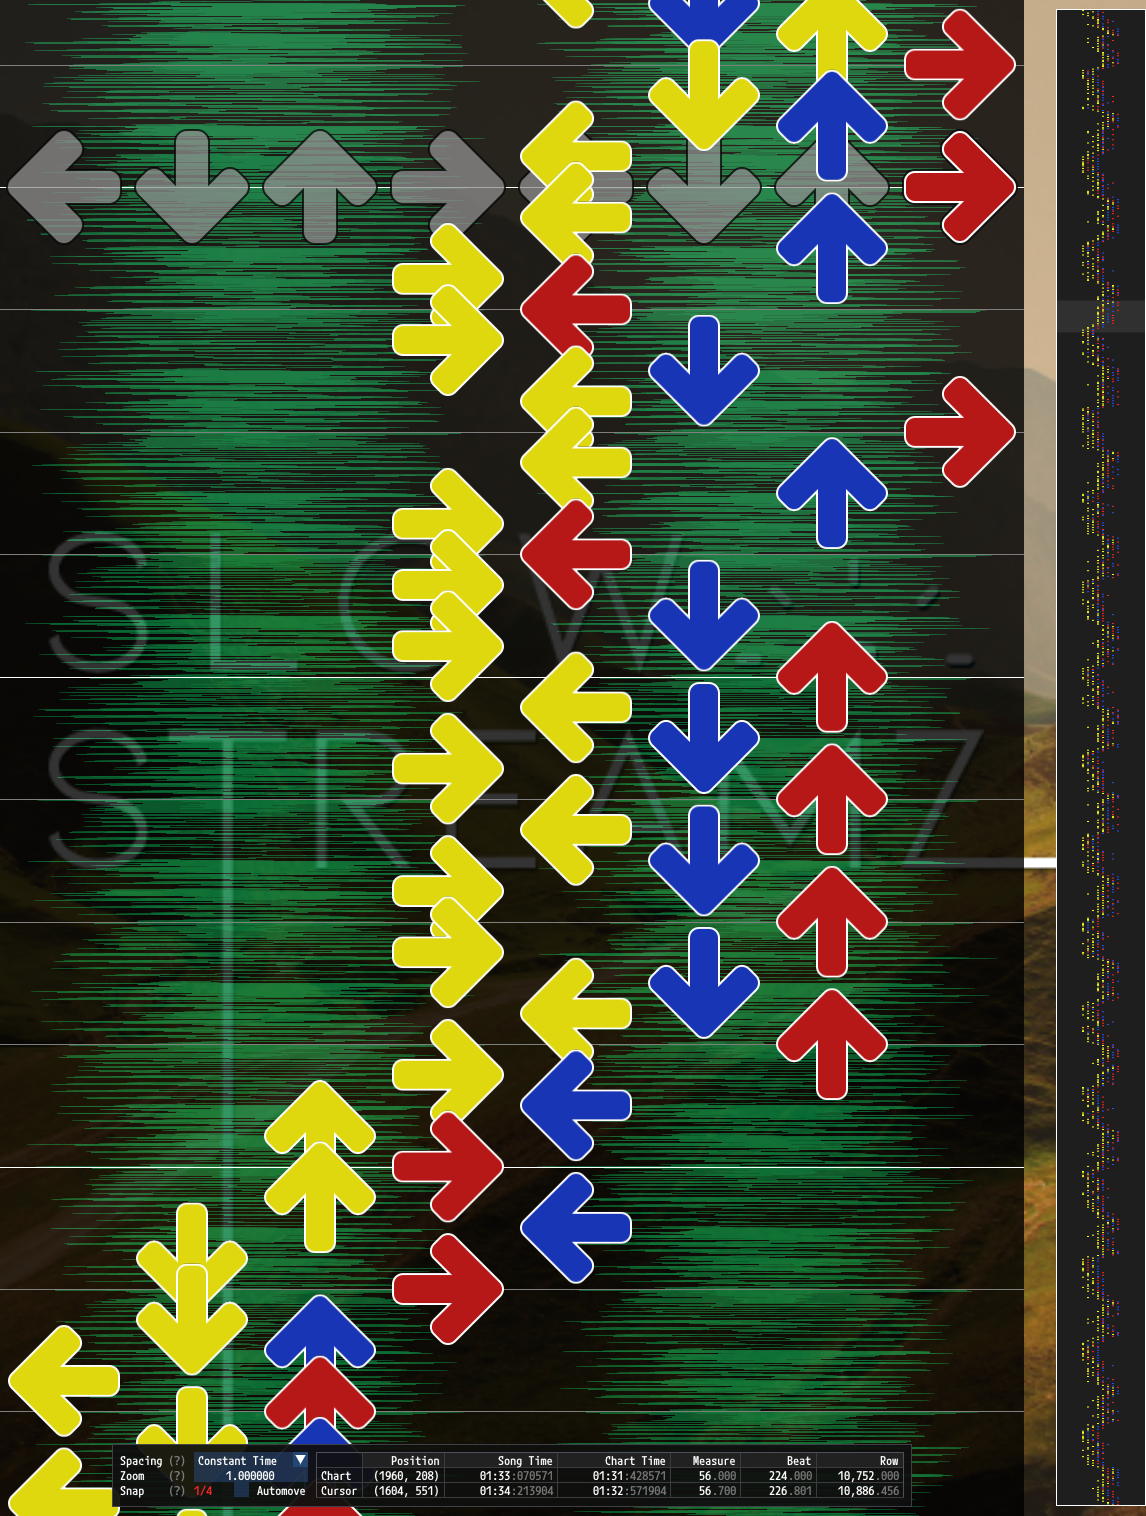 SLOW
STREAMZ
Spacing (?) Constant Time ▼ Position Song Time Chart Time Measure Beat Row
Zoom (?) 1.000000 Chart (1960, 208) 01:33:070571 01:31:428571 56.000 224.000 10,752.000
Snap (?) 1/4 Automove Cursor (1604, 551) 01:34:213904 01:32:571904 56.700 226.801 10,886.456